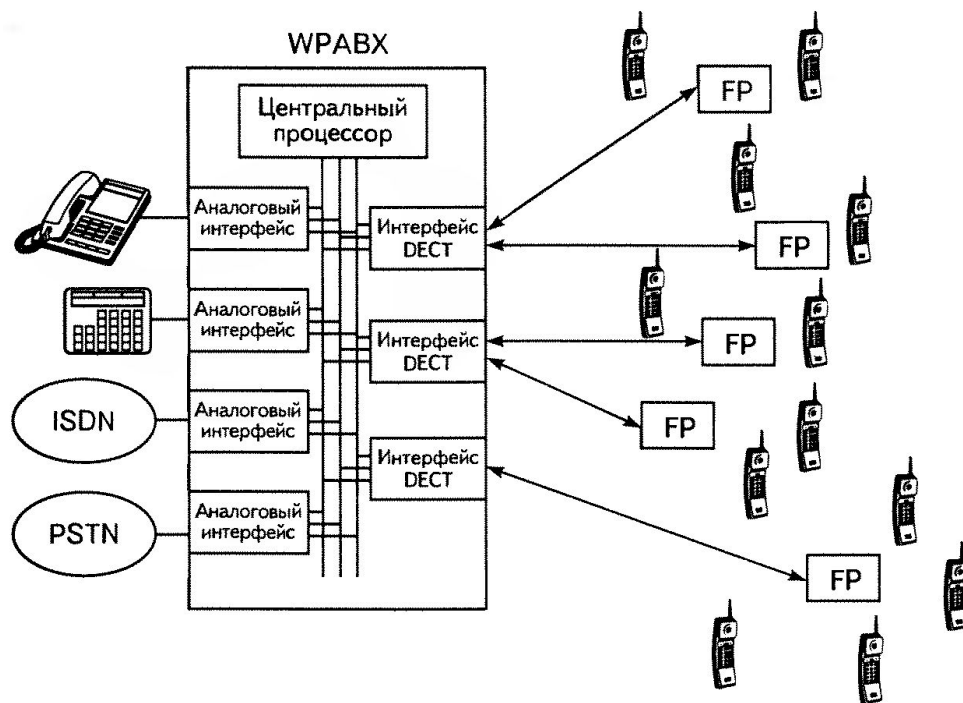 WPABX
Центральный
процессор
Аналоговый
интерфейс
Интерфейс
DECT
Аналоговый
интерфейс
Интерфейс
DECT
ISDN
Аналоговый
интерфейс
Интерфейс
DECT
PSTN
Аналоговый
интерфейс
FP
FP
FP
FP
FP